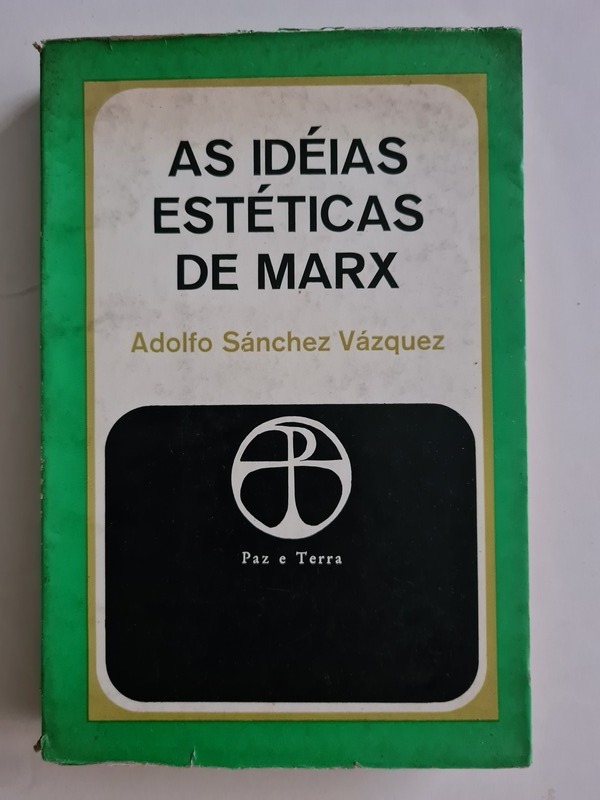 AS IDÉIAS
ESTÉTICAS
DE MARX
Adolfo Sánchez Vázquez
Paz e Terra